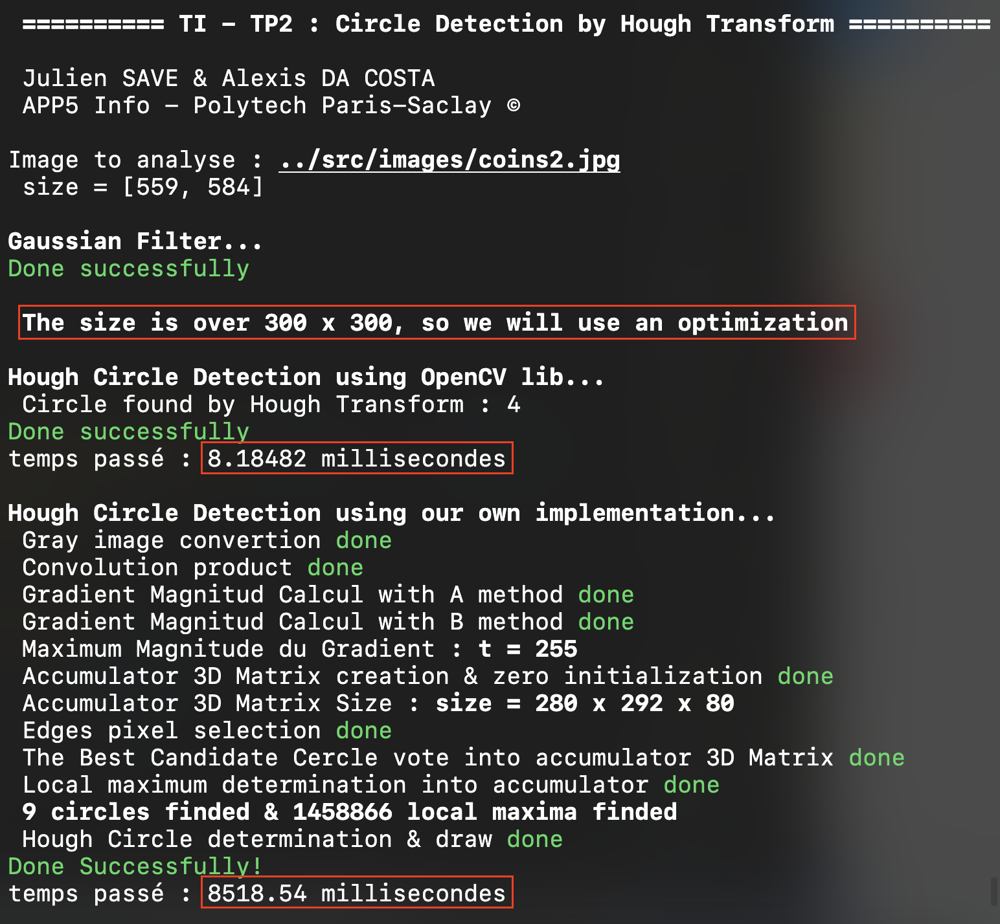 ========== TI - TP2 : Circle Detection by Hough Transform ==========
Julien SAVE & Alexis DA COSTA
APP5 Info - Polytech Paris-Saclay ©
Image to analyse : ../src/images/coins2.jpg
size = [559, 584]
Gaussian Filter...
Done successfully
The size is over 300 x 300, so we will use an optimization
Hough Circle Detection using OpenCV lib...
Circle found by Hough Transform : 4
Done successfully
temps passé : 8.18482 millisecondes
Hough Circle Detection using our own implementation...
Gray image convertion done
Convolution product done
Gradient Magnitud Calcul with A method done
Gradient Magnitud Calcul with B method done
Maximum Magnitude du Gradient : t = 255
Accumulator 3D Matrix creation & zero initialization done
Accumulator 3D Matrix Size : size = 280 x 292 x 80
Edges pixel selection done
The Best Candidate Cercle vote into accumulator 3D Matrix done
Local maximum determination into accumulator done
9 circles finded & 1458866 local maxima finded
Hough Circle determination & draw done
Done Successfully!
temps passé : 8518.54 millisecondes